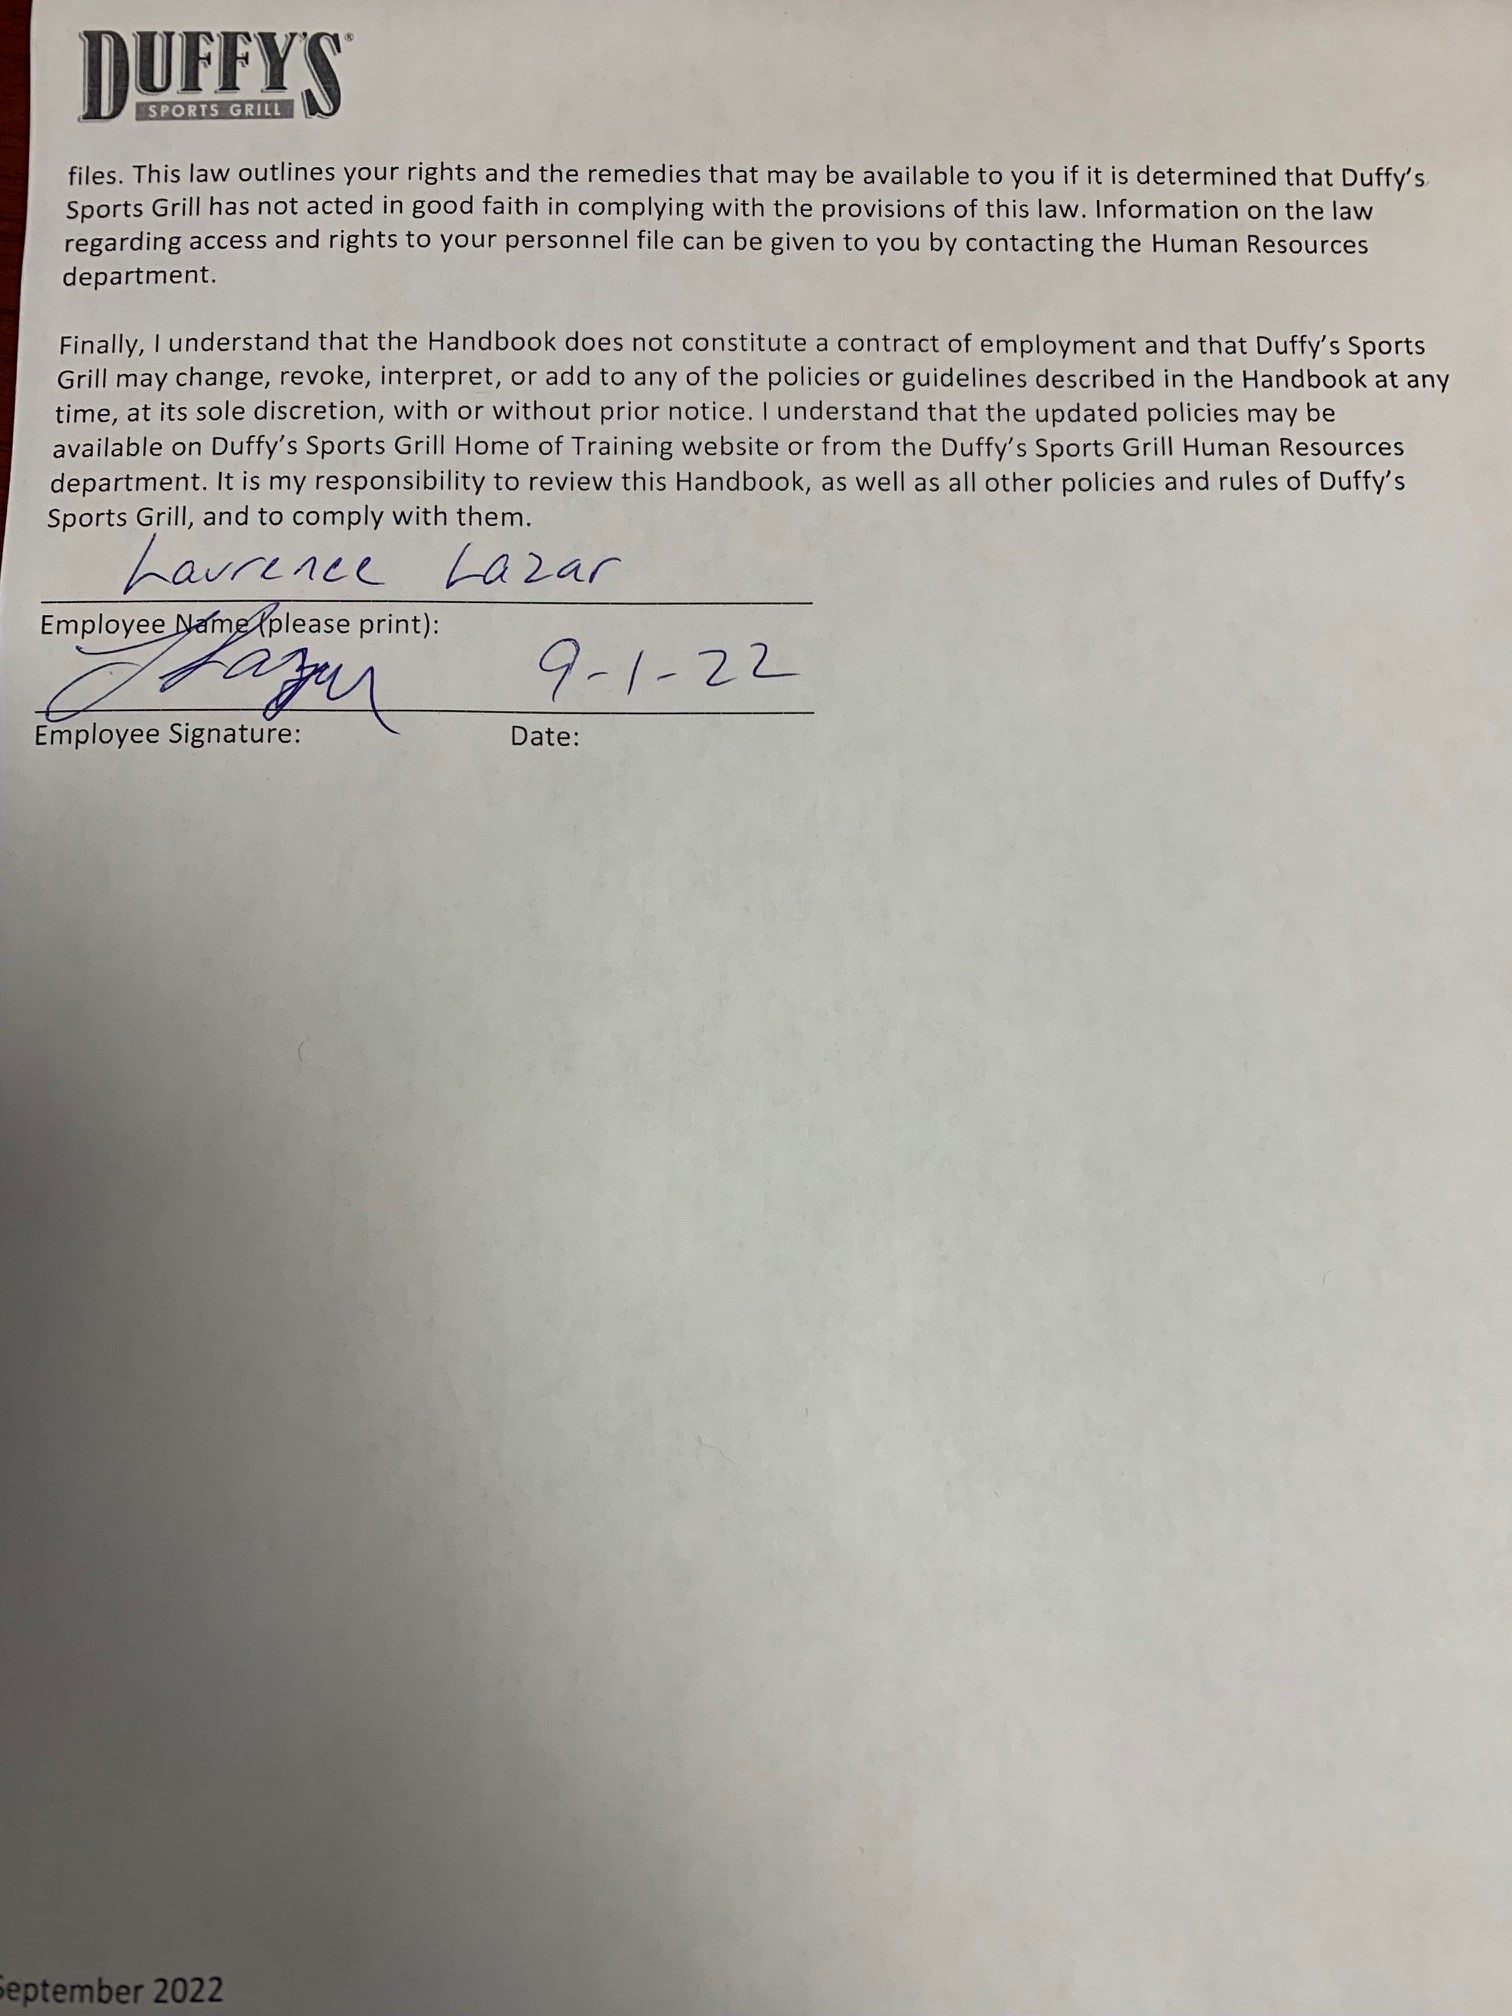 DUFFY'S®
SPORTS GRILL
files. This law outlines your rights and the remedies that may be available to you if it is determined that Duffy's
Sports Grill has not acted in good faith in complying with the provisions of this law. Information on the law
regarding access and rights to your personnel file can be given to you by contacting the Human Resources
department.
Finally, I understand that the Handbook does not constitute a contract of employment and that Duffy's Sports
Grill may change, revoke, interpret, or add to any of the policies or guidelines described in the Handbook at any
time, at its sole discretion, with or without prior notice. I understand that the updated policies may be
available on Duffy's Sports Grill Home of Training website or from the Duffy's Sports Grill Human Resources
department. It is my responsibility to review this Handbook, as well as all other policies and rules of Duffy's
Sports Grill, and to comply with them.
Laurence Lazar
Employee Name (please print):
L Lazar 9-1-22
Employee Signature: Date:
September 2022